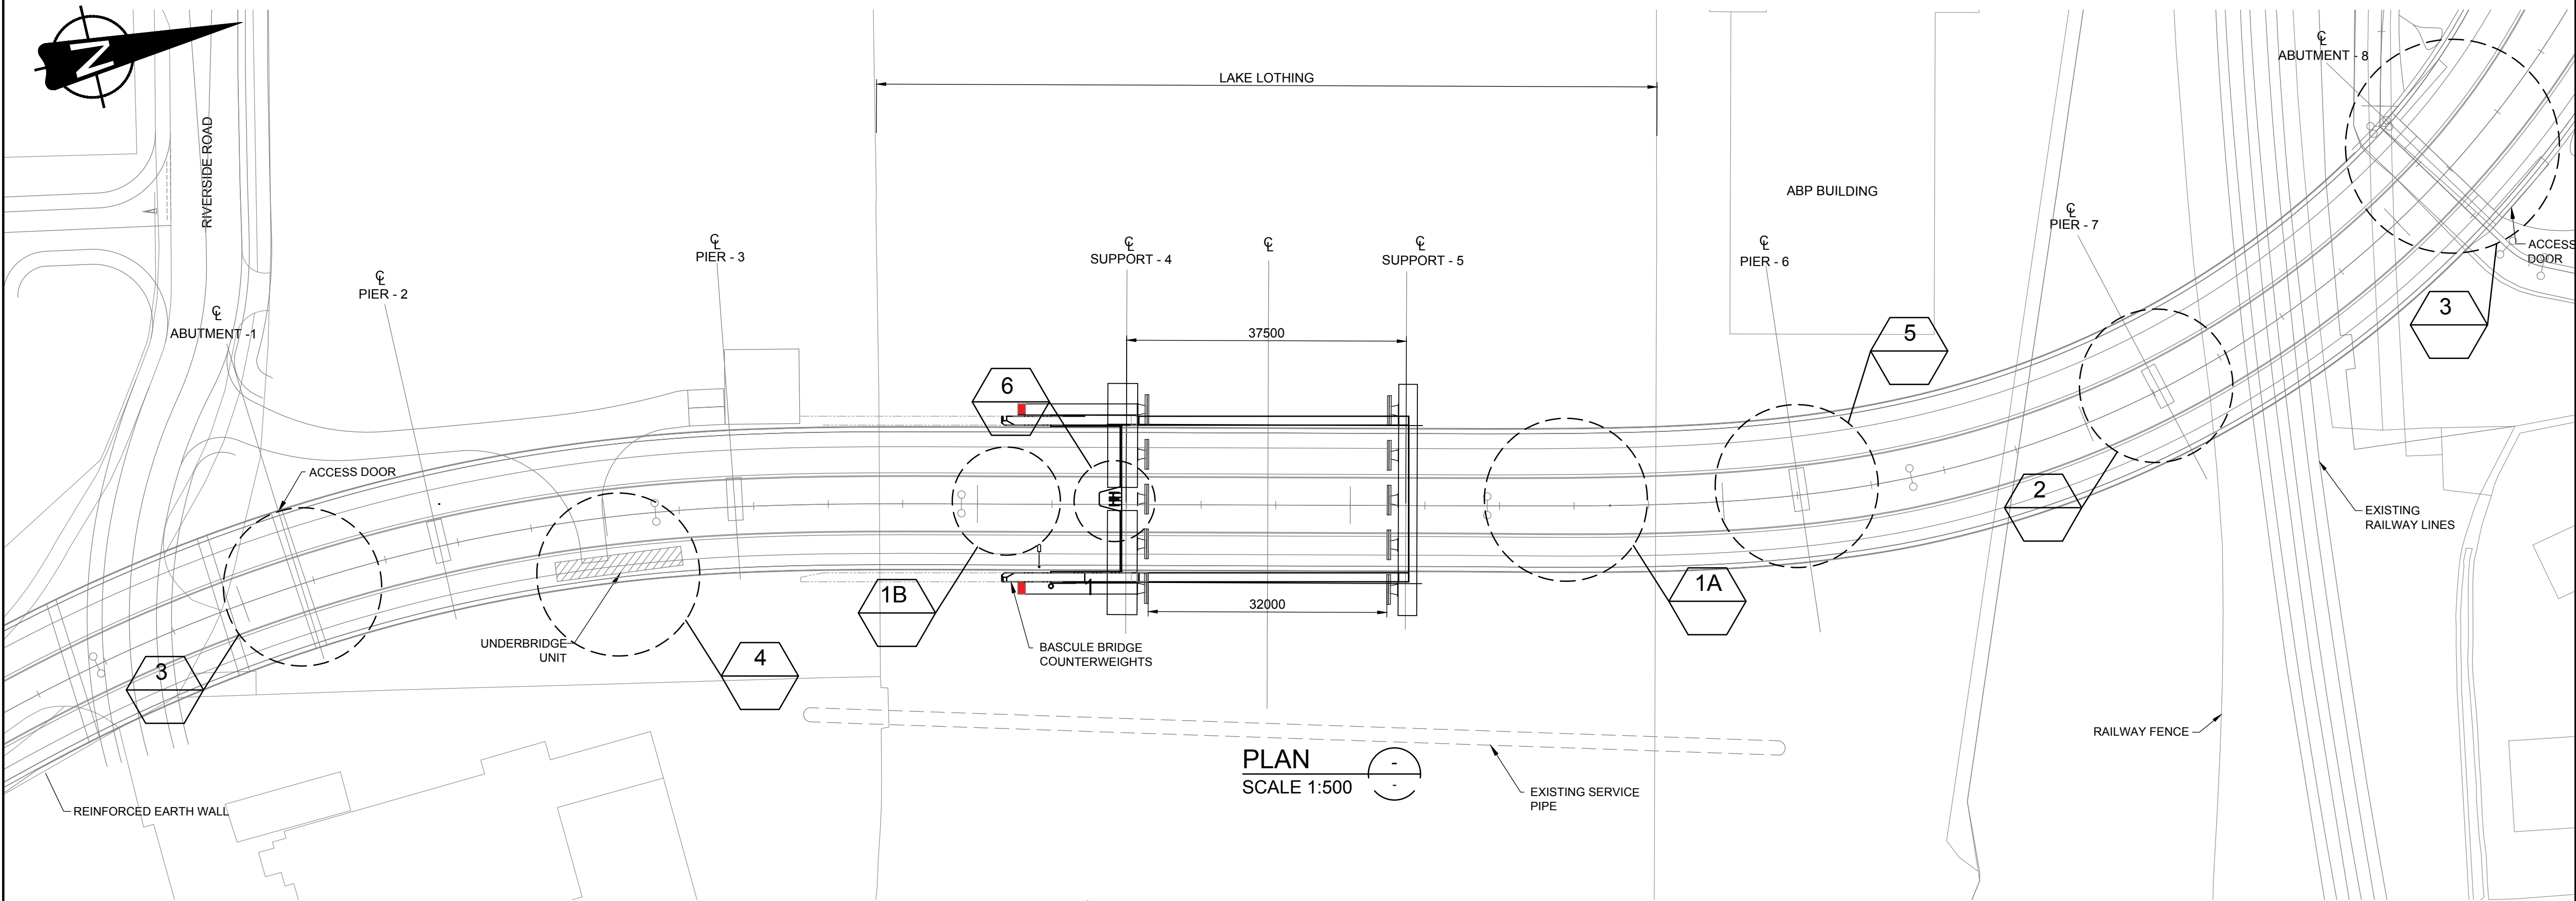 N
RIVERSIDE ROAD
LAKE LOTHING
℄
ABUTMENT - 8
ABP BUILDING
℄
PIER - 7
ACCESS
DOOR
℄
PIER - 3
℄
SUPPORT - 4
℄
℄
SUPPORT - 5
℄
PIER - 6
℄
PIER - 2
℄
ABUTMENT -1
37500
3
5
6
ACCESS DOOR
2
EXISTING
RAILWAY LINES
1B
1A
32000
UNDERBRIDGE
UNIT
BASCULE BRIDGE
COUNTERWEIGHTS
3
4
RAILWAY FENCE
PLAN
SCALE 1:500
-
-
EXISTING SERVICE
PIPE
REINFORCED EARTH WALL